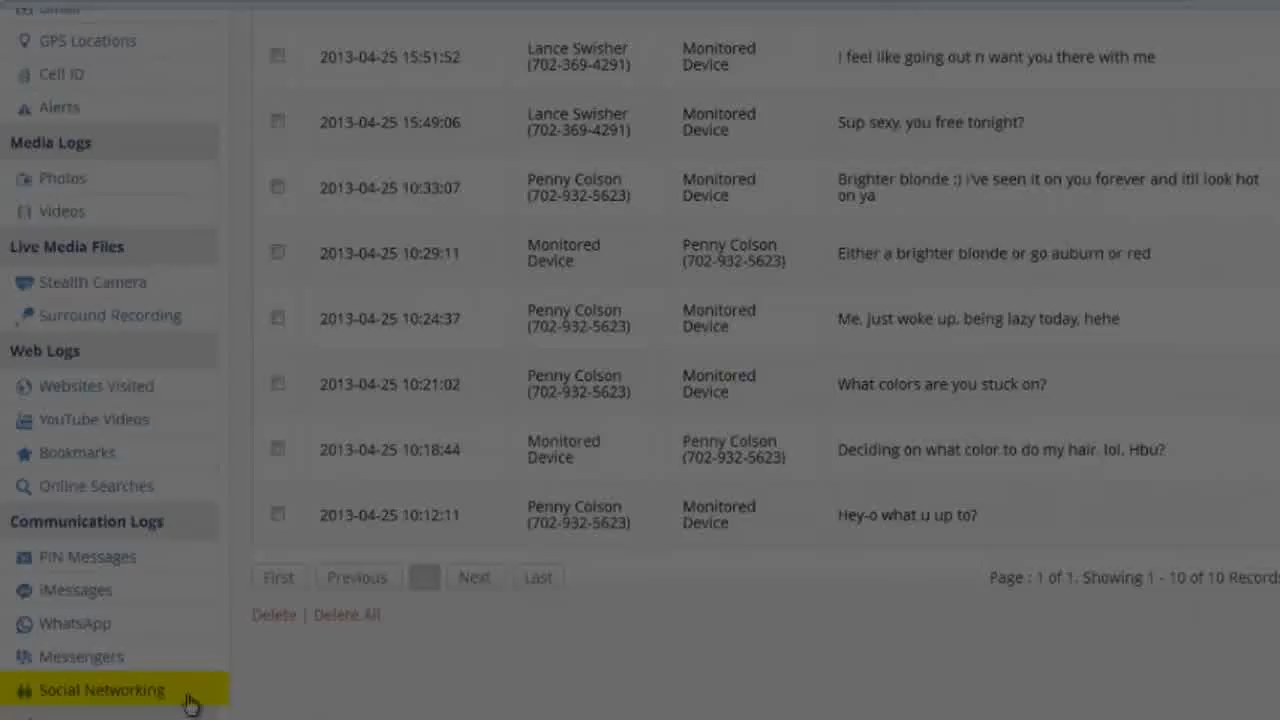 GPS Locations
Cell ID
Alerts
Media Logs
Photos
Videos
Live Media Files
Stealth Camera
Surround Recording
Web Logs
Websites Visited
YouTube Videos
Bookmarks
Online Searches
Communication Logs
PIN Messages
iMessages
WhatsApp
Messengers
Social Networking
2013-04-25 15:51:52
Lance Swisher
(702-369-4291)
Monitored
Device
I feel like going out n want you there with me
2013-04-25 15:49:06
Lance Swisher
(702-369-4291)
Monitored
Device
Sup sexy, you free tonight?
2013-04-25 10:33:07
Penny Colson
(702-932-5623)
Monitored
Device
Brighter blonde :) i've seen it on you forever and itll look hot
on ya
2013-04-25 10:29:11
Monitored
Device
Penny Colson
(702-932-5623)
Either a brighter blonde or go auburn or red
2013-04-25 10:24:37
Penny Colson
(702-932-5623)
Monitored
Device
Me, just woke up, being lazy today, hehe
2013-04-25 10:21:02
Penny Colson
(702-932-5623)
Monitored
Device
What colors are you stuck on?
2013-04-25 10:18:44
Monitored
Device
Penny Colson
(702-932-5623)
Deciding on what color to do my hair, lol, Hbu?
2013-04-25 10:12:11
Penny Colson
(702-932-5623)
Monitored
Device
Hey-o what u up to?
First Previous Next Last
Page : 1 of 1, Showing 1 - 10 of 10 Records
Delete | Delete All